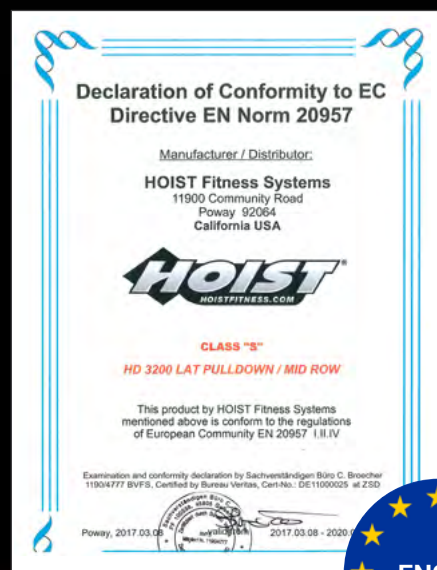 Declaration of Conformity to EC
Directive EN Norm 20957
Manufacturer / Distributor:
HOIST Fitness Systems
11900 Community Road
Poway 92064
California USA
HOIST®
HOISTFITNESS.COM
CLASS "S"
HD 3200 LAT PULLDOWN / MID ROW
This product by HOIST Fitness Systems
mentioned above is conform to the regulations
of European Community EN 20957 I.II.IV
Examination and conformity declaration by Sachverständigen Büro C. Broecher
1190/4777 BVFS, Certified by Bureau Veritas, Cert-No.: DE11000025 at ZSD
Poway, 2017.03.08 valid from 2017.03.08 - 2020.0